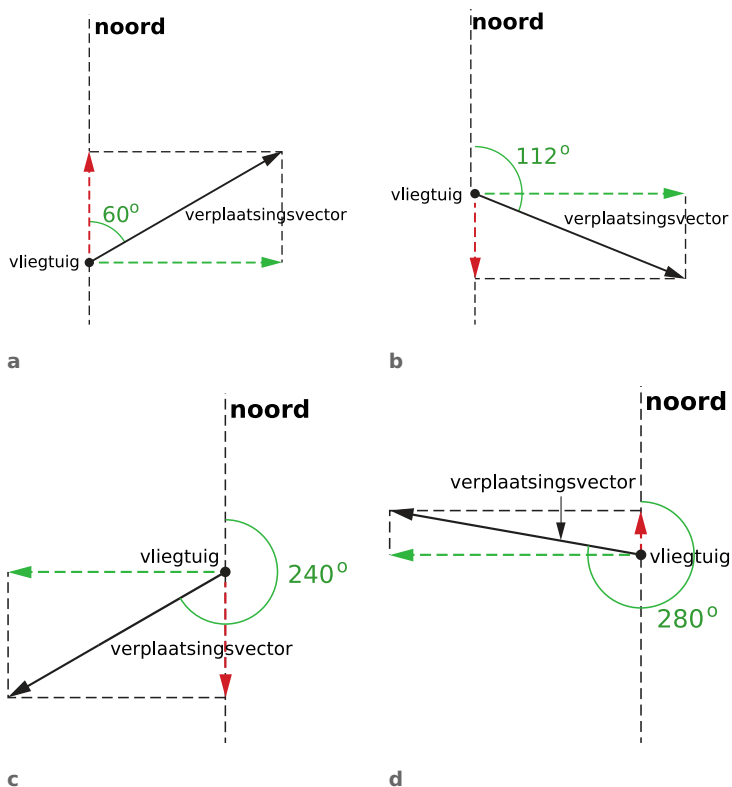 noord
60°
verplaatsingsvector
vliegtuig
a
noord
112°
vliegtuig
verplaatsingsvector
b
noord
vliegtuig
240°
verplaatsingsvector
c
noord
verplaatsingsvector
vliegtuig
280°
d